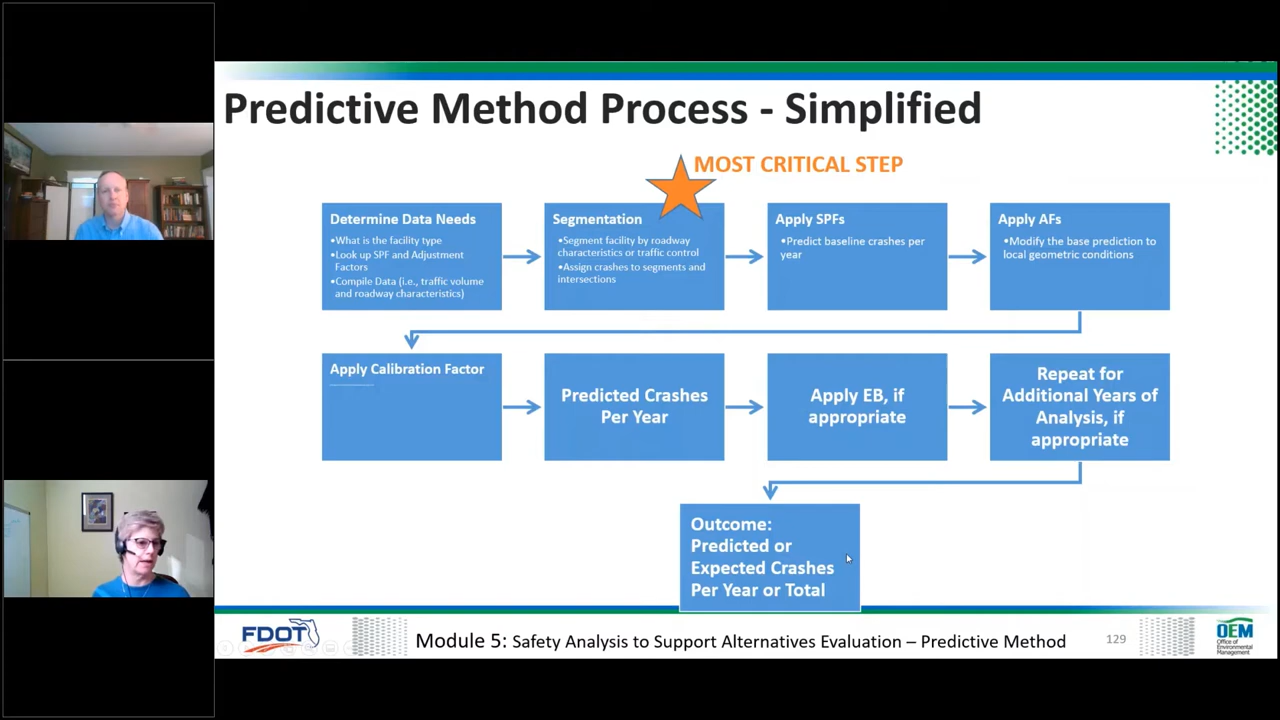 Predictive Method Process - Simplified
MOST CRITICAL STEP
Determine Data Needs
•What is the facility type
•Look up SPF and Adjustment
Factors
•Compile Data (i.e., traffic volume
and roadway characteristics)
Segmentation
•Segment facility by roadway
characteristics or traffic control
•Assign crashes to segments and
intersections
Apply SPFs
•Predict baseline crashes per
year
Apply AFs
•Modify the base prediction to
local geometric conditions
Apply Calibration Factor
Predicted Crashes
Per Year
Apply EB, if
appropriate
Repeat for
Additional Years of
Analysis, if
appropriate
Outcome:
Predicted or
Expected Crashes
Per Year or Total
FDOT
Module 5: Safety Analysis to Support Alternatives Evaluation – Predictive Method
129
OEM
Office of
Environmental
Management